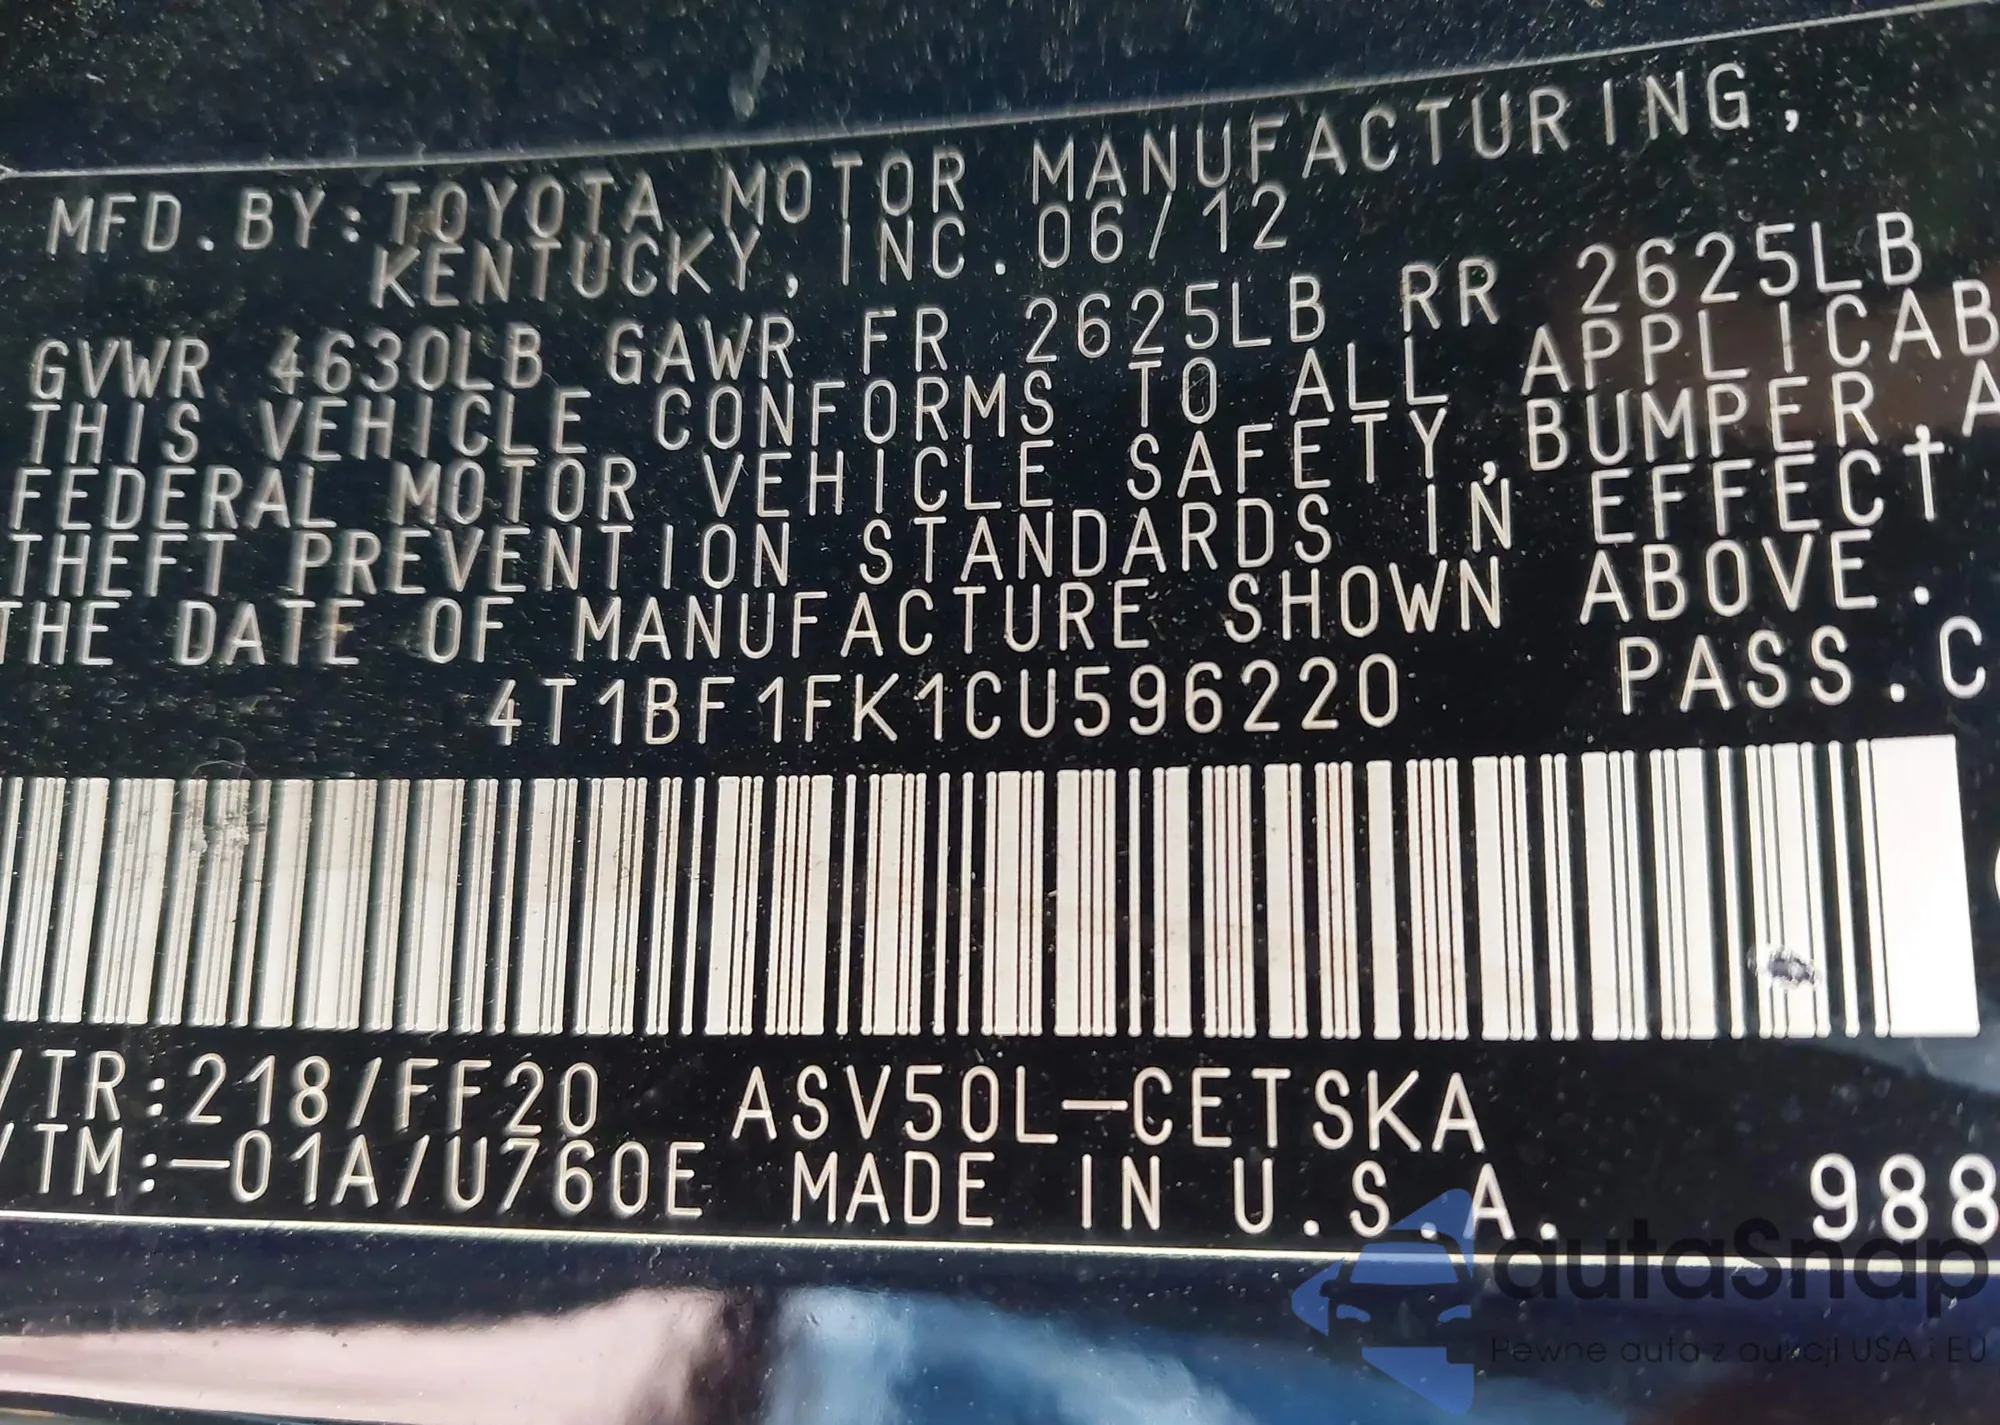 MFD.BY:TOYOTA MOTOR MANUFACTURING,
KENTUCKY, INC.06/12
GVWR 4630LB GAWR FR 2625LB RR 2625LB
THIS VEHICLE CONFORMS TO ALL APPLICAB
FEDERAL MOTOR VEHICLE SAFETY,BUMPER,A
THEFT PREVENTION STANDARDS IN EFFECT
THE DATE OF MANUFACTURE SHOWN ABOVE.
4T1BF1FK1CU596220 PASS.C
/TR:218/FF20 ASV50L-CETSKA
/TM:-01A/U760E MADE IN U.S.A. 988
autaSnap
Pewne auta z aukcji USA i EU